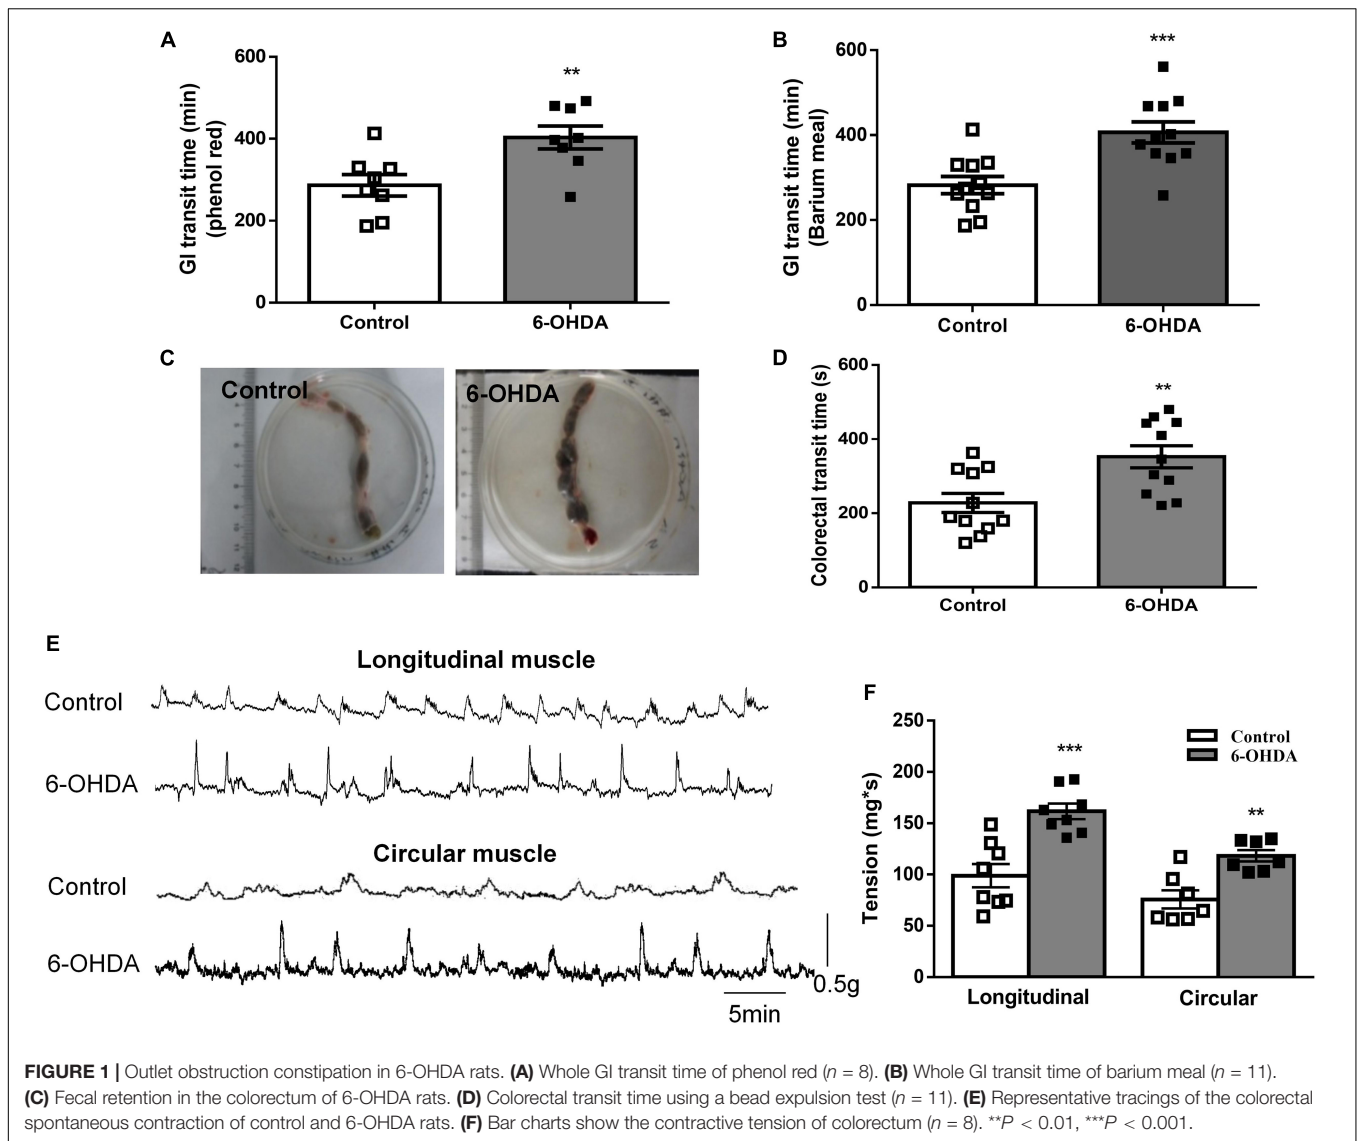 A
600
400
200
0
GI transit time (min)
(phenol red)
**
Control
6-OHDA
B
600
400
200
0
GI transit time (min)
(Barium meal)
***
Control
6-OHDA
C
Control
6-OHDA
D
600
400
200
0
Colorectal transit time (s)
**
Control
6-OHDA
E
Longitudinal muscle
Control
6-OHDA
Circular muscle
Control
6-OHDA
0.5g
5min
F
250
200
150
100
50
0
Tension (mg*s)
Control
6-OHDA
***
**
Longitudinal
Circular
FIGURE 1 | Outlet obstruction constipation in 6-OHDA rats. (A) Whole GI transit time of phenol red (n = 8). (B) Whole GI transit time of barium meal (n = 11).
(C) Fecal retention in the colorectum of 6-OHDA rats. (D) Colorectal transit time using a bead expulsion test (n = 11). (E) Representative tracings of the colorectal
spontaneous contraction of control and 6-OHDA rats. (F) Bar charts show the contractive tension of colorectum (n = 8). **P < 0.01, ***P < 0.001.